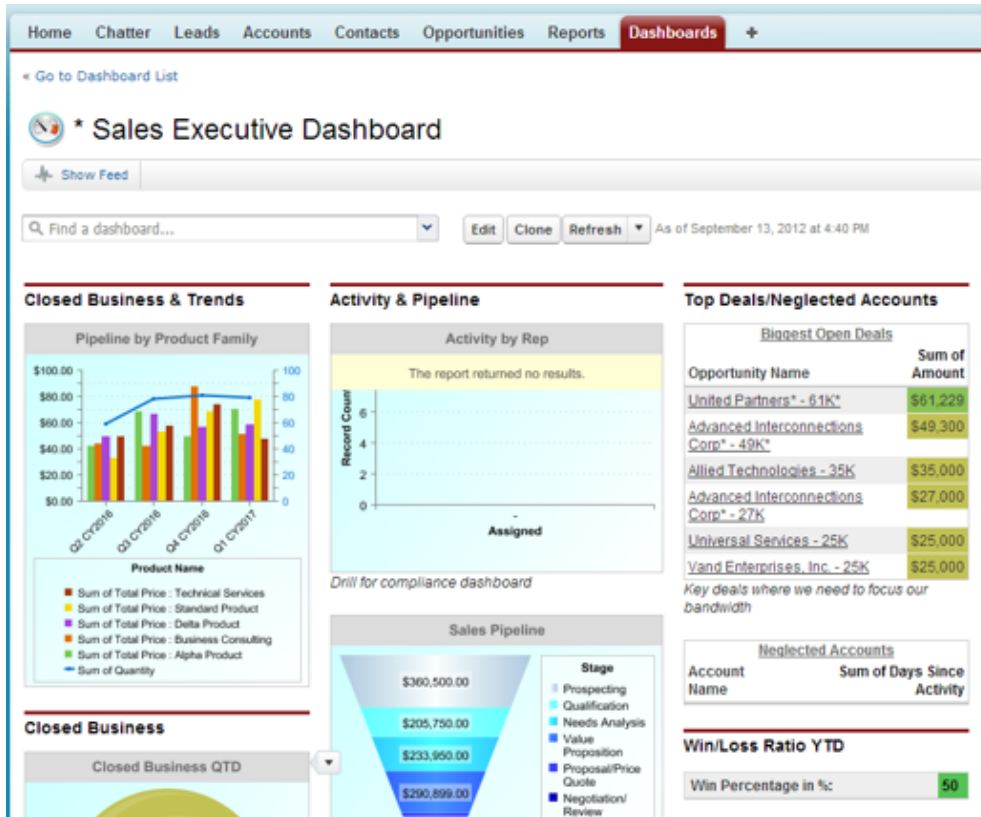 Home Chatter Leads Accounts Contacts Opportunities Reports Dashboards +
« Go to Dashboard List
* Sales Executive Dashboard
Show Feed
Find a dashboard...
Edit Clone Refresh As of September 13, 2012 at 4:40 PM
Closed Business & Trends
Pipeline by Product Family
$100.00 100
$80.00 80
$60.00 60
$40.00 40
$20.00 20
$0.00 0
Q2 CY2016 Q3 CY2016 Q4 CY2016 Q1 CY2017
Product Name
Sum of Total Price : Technical Services
Sum of Total Price : Standard Product
Sum of Total Price : Delta Product
Sum of Total Price : Business Consulting
Sum of Total Price : Alpha Product
Sum of Quantity
Closed Business
Closed Business QTD
Activity & Pipeline
Activity by Rep
The report returned no results.
Record Count
6
4
2
0
-
Assigned
Drill for compliance dashboard
Sales Pipeline
$360,500.00
$205,750.00
$233,950.00
$290,899.00
Stage
Prospecting
Qualification
Needs Analysis
Value
Proposition
Proposal/Price
Quote
Negotiation/
Review
Top Deals/Neglected Accounts
Biggest Open Deals
Sum of
Opportunity Name Amount
United Partners* - 61K* $61,229
Advanced Interconnections $49,300
Corp* - 49K*
Allied Technologies - 35K $35,000
Advanced Interconnections $27,000
Corp* - 27K
Universal Services - 25K $25,000
Vand Enterprises, Inc. - 25K $25,000
Key deals where we need to focus our
bandwidth
Neglected Accounts
Account Sum of Days Since
Name Activity
Win/Loss Ratio YTD
Win Percentage in %: 50